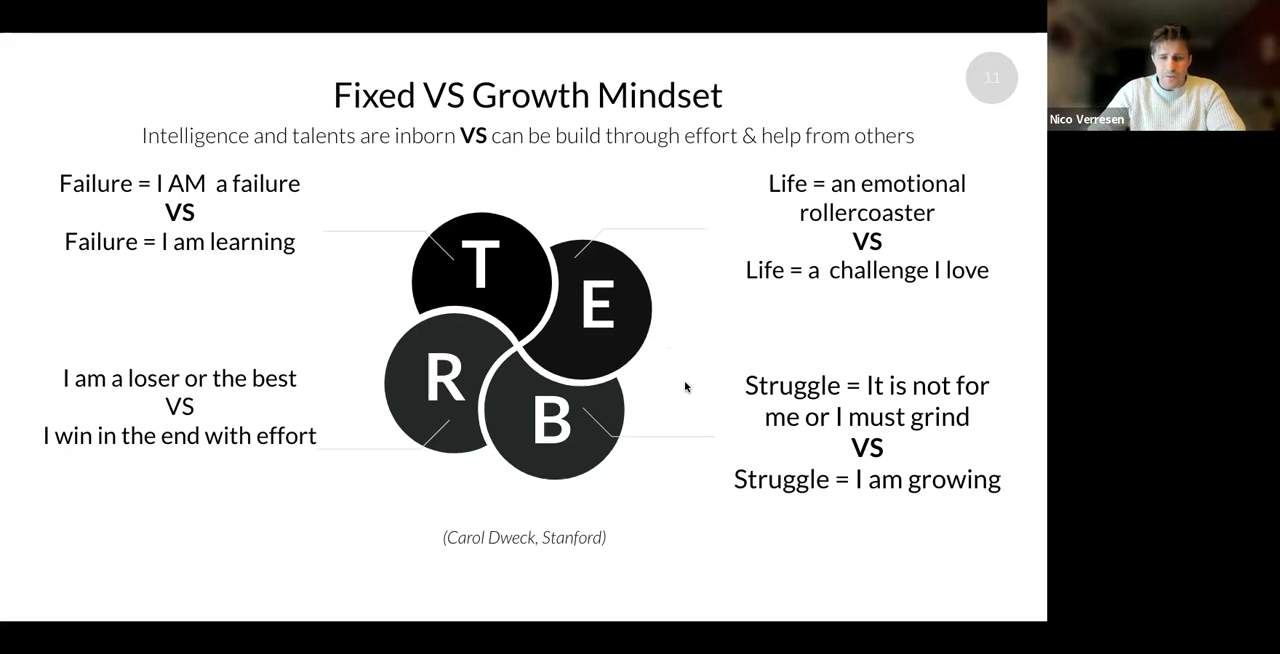 11
Fixed VS Growth Mindset
Intelligence and talents are inborn VS can be build through effort & help from others
Failure = I AM a failure
VS
Failure = I am learning
Life = an emotional
rollercoaster
VS
Life = a challenge I love
T
E
R
B
I am a loser or the best
VS
I win in the end with effort
Struggle = It is not for
me or I must grind
VS
Struggle = I am growing
(Carol Dweck, Stanford)
Nico Verresen